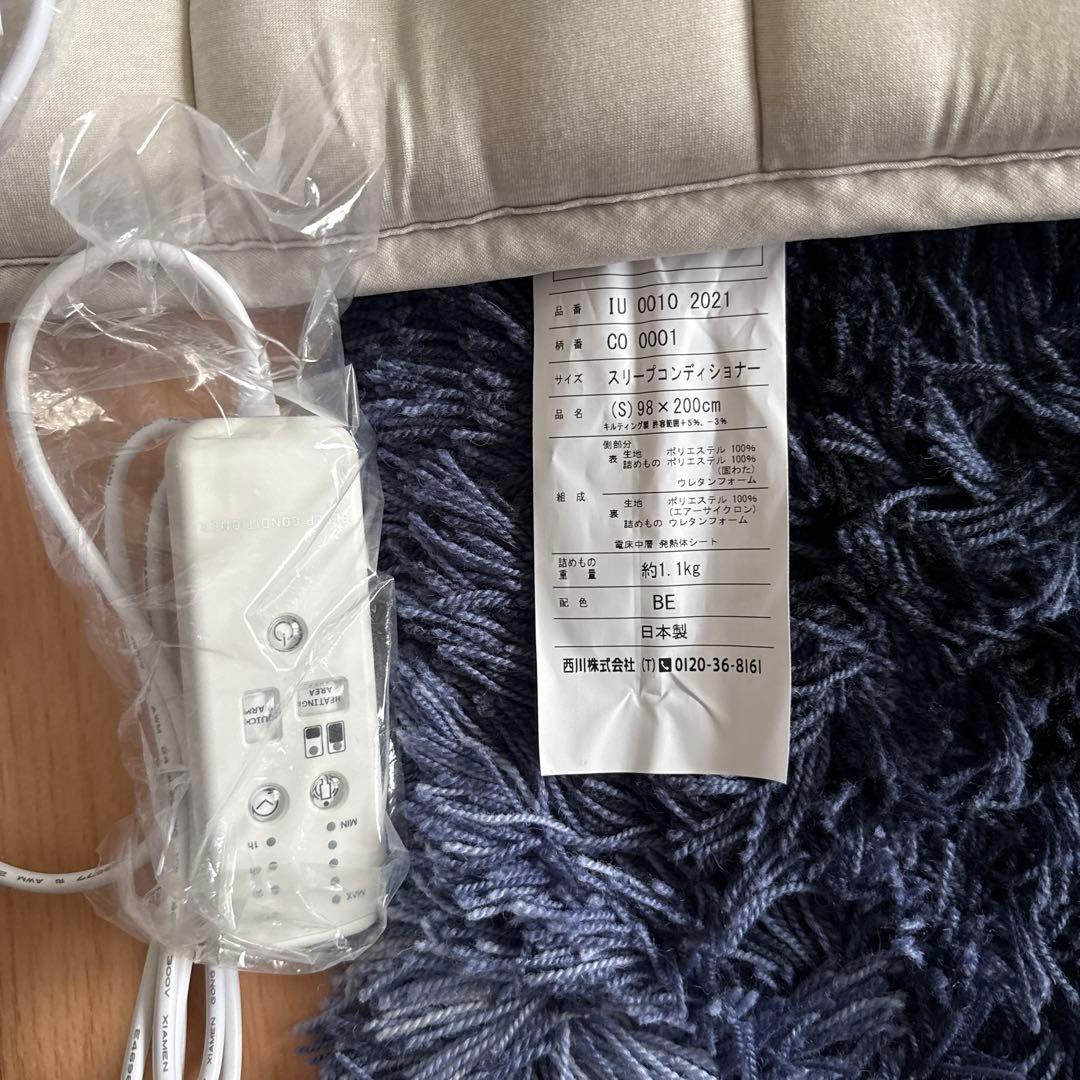 品番 IU 0010 2021
柄番 CO 0001
サイズ スリープコンディショナー
品名 (S)98×200cm
キルティング製 許容範囲+5%、-3%
組成
側部分
表 生地 ポリエステル 100%
詰めもの ポリエステル 100%
(固わた)
ウレタンフォーム
裏 生地 ポリエステル 100%
(エアーサイクロン)
詰めもの ウレタンフォーム
電床中層 発熱体シート
詰めもの重量 約1.1kg
配色 BE
日本製
西川株式会社 (T) 0120-36-8161
HEATING
AREA
QUICK
MIN
MAX
1h
AWM
300V
XIAMEN
GONG
XIAMEN